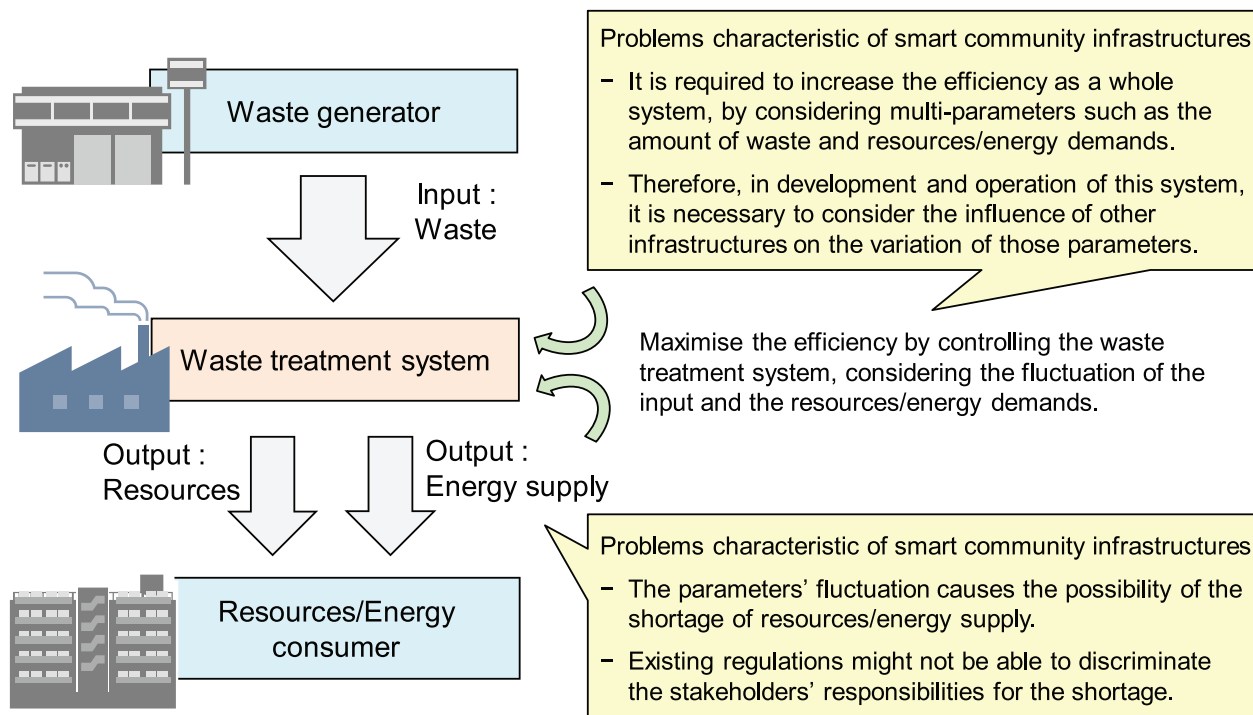 Problems characteristic of smart community infrastructures
− It is required to increase the efficiency as a whole
system, by considering multi-parameters such as the
amount of waste and resources/energy demands.
− Therefore, in development and operation of this system,
it is necessary to consider the influence of other
infrastructures on the variation of those parameters.
Waste generator
Input :
Waste
Waste treatment system
Maximise the efficiency by controlling the waste
treatment system, considering the fluctuation of the
input and the resources/energy demands.
Output :
Resources
Output :
Energy supply
Problems characteristic of smart community infrastructures
− The parameters’ fluctuation causes the possibility of the
shortage of resources/energy supply.
− Existing regulations might not be able to discriminate
the stakeholders’ responsibilities for the shortage.
Resources/Energy
consumer